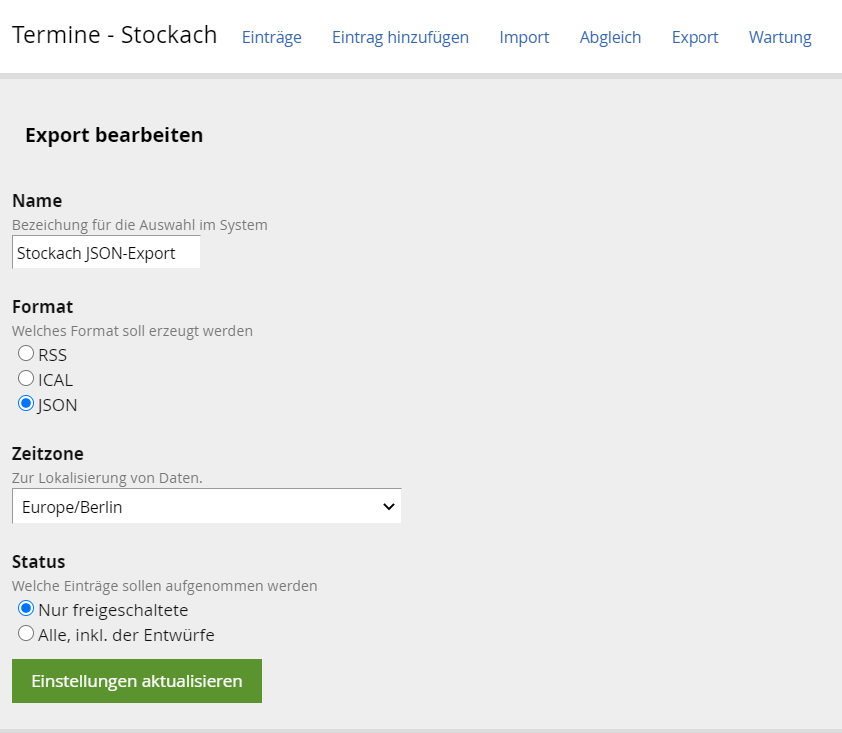 Termine - Stockach Einträge Eintrag hinzufügen Import Abgleich Export Wartung
Export bearbeiten
Name
Bezeichung für die Auswahl im System
Stockach JSON-Export
Format
Welches Format soll erzeugt werden
RSS
ICAL
JSON
Zeitzone
Zur Lokalisierung von Daten.
Europe/Berlin
Status
Welche Einträge sollen aufgenommen werden
Nur freigeschaltete
Alle, inkl. der Entwürfe
Einstellungen aktualisieren